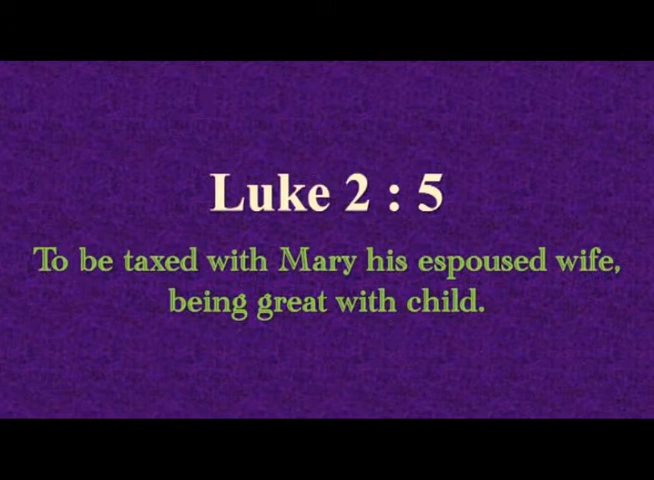 Luke 2 : 5
To be taxed with Mary his espoused wife,
being great with child.